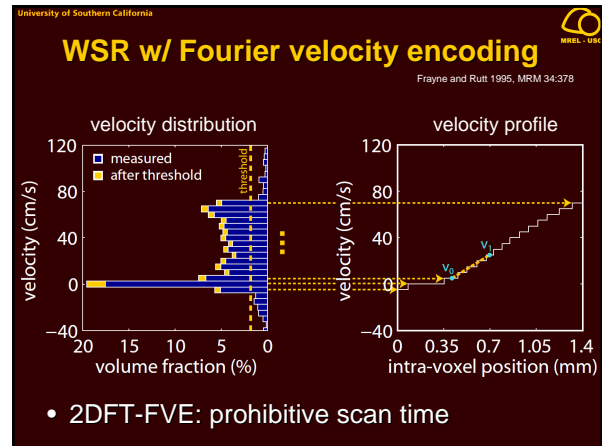 University of Southern California
MREL - USC
WSR w/ Fourier velocity encoding
Frayne and Rutt 1995, MRM 34:378
velocity distribution
velocity profile
velocity (cm/s)
120
80
40
0
−40
measured
after threshold
threshold
20 15 10 5 0
volume fraction (%)
velocity (cm/s)
120
80
40
0
−40
V1
V0
0 0.35 0.7 1.05 1.4
intra-voxel position (mm)
• 2DFT-FVE: prohibitive scan time